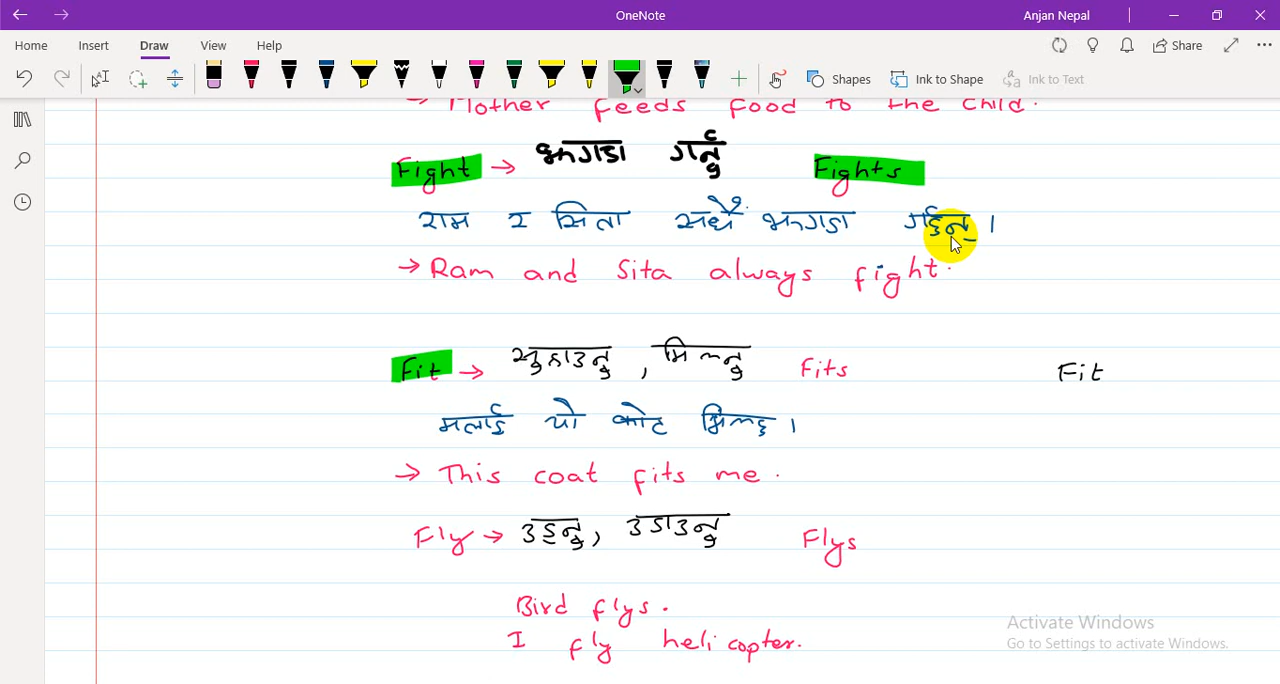 OneNote
Anjan Nepal
Home Insert Draw View Help
Share
Shapes Ink to Shape Ink to Text
→ Mother feeds food to the child.
Fight → झगडा गर्नु Fights
राम र सिता सधैं झगडा गर्छन् ।
→ Ram and Sita always fight.
Fit → सुहाउनु , मिल्नु Fits Fit
मलाई यो कोट मिल्छ ।
→ This coat fits me.
Fly → उड्नु, उडाउनु Flys
Bird flys.
I fly helicopter.
Activate Windows
Go to Settings to activate Windows.